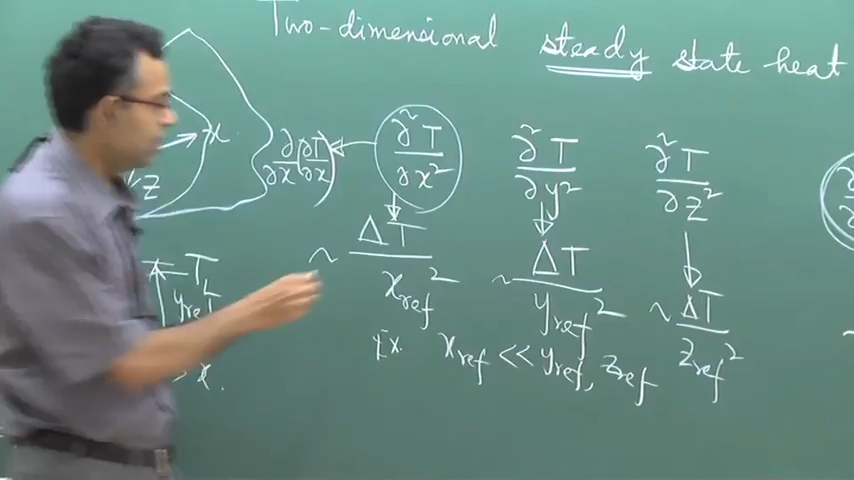 Two-dimensional steady state heat
x
z
∂/∂x (∂T/∂x) ← ∂²T/∂x² ∂²T/∂y² ∂²T/∂z²
~ ΔT/x_ref² ~ ΔT/y_ref² ~ ΔT/z_ref²
T_L
y_ref
x.
Ex. x_ref << y_ref, z_ref